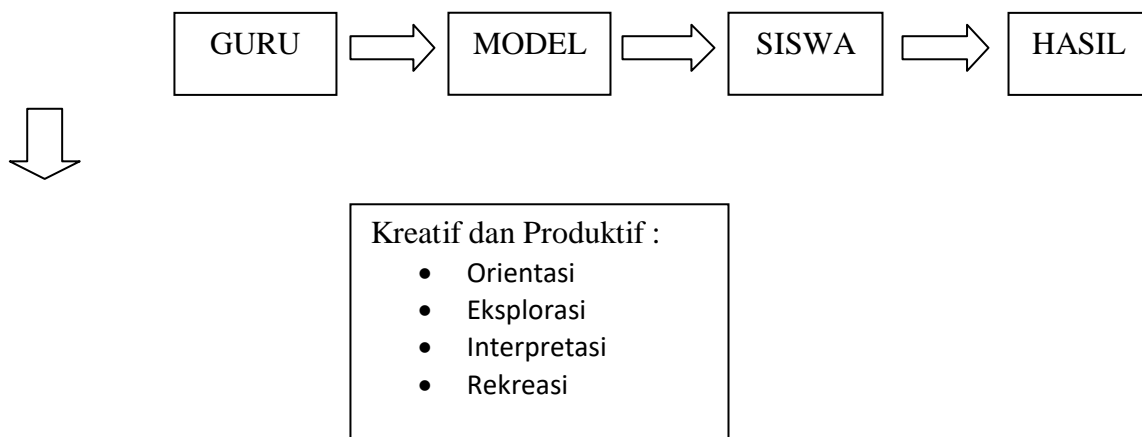 GURU MODEL SISWA HASIL
Kreatif dan Produktif :
• Orientasi
• Eksplorasi
• Interpretasi
• Rekreasi